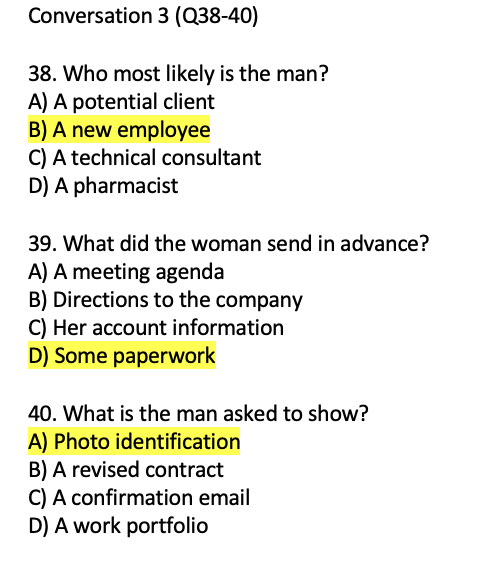 Conversation 3 (Q38-40)
38. Who most likely is the man?
A) A potential client
B) A new employee
C) A technical consultant
D) A pharmacist
39. What did the woman send in advance?
A) A meeting agenda
B) Directions to the company
C) Her account information
D) Some paperwork
40. What is the man asked to show?
A) Photo identification
B) A revised contract
C) A confirmation email
D) A work portfolio